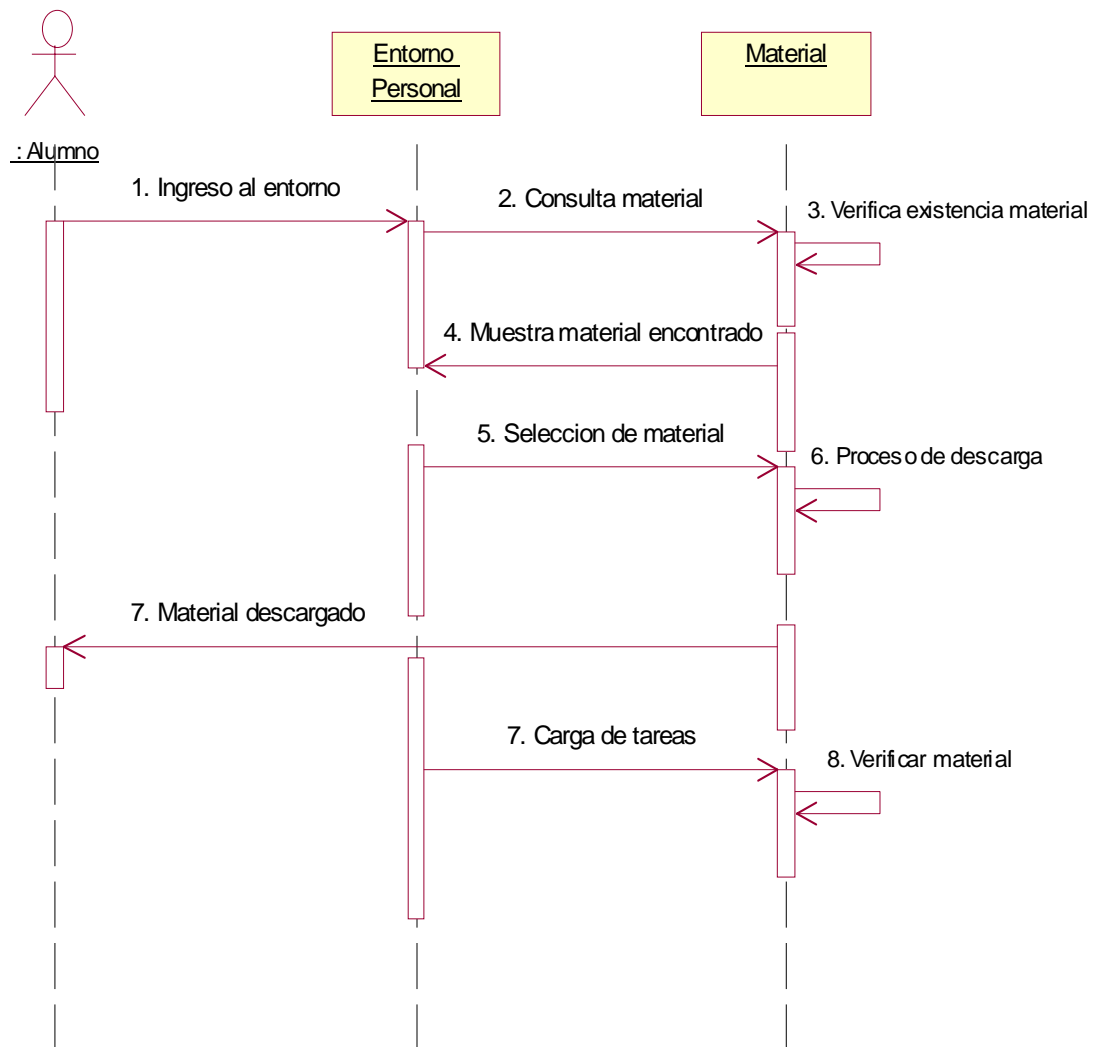 Entorno
Personal
Material
: Alumno
1. Ingreso al entorno
2. Consulta material
3. Verifica existencia material
4. Muestra material encontrado
5. Seleccion de material
6. Proceso de descarga
7. Material descargado
7. Carga de tareas
8. Verificar material